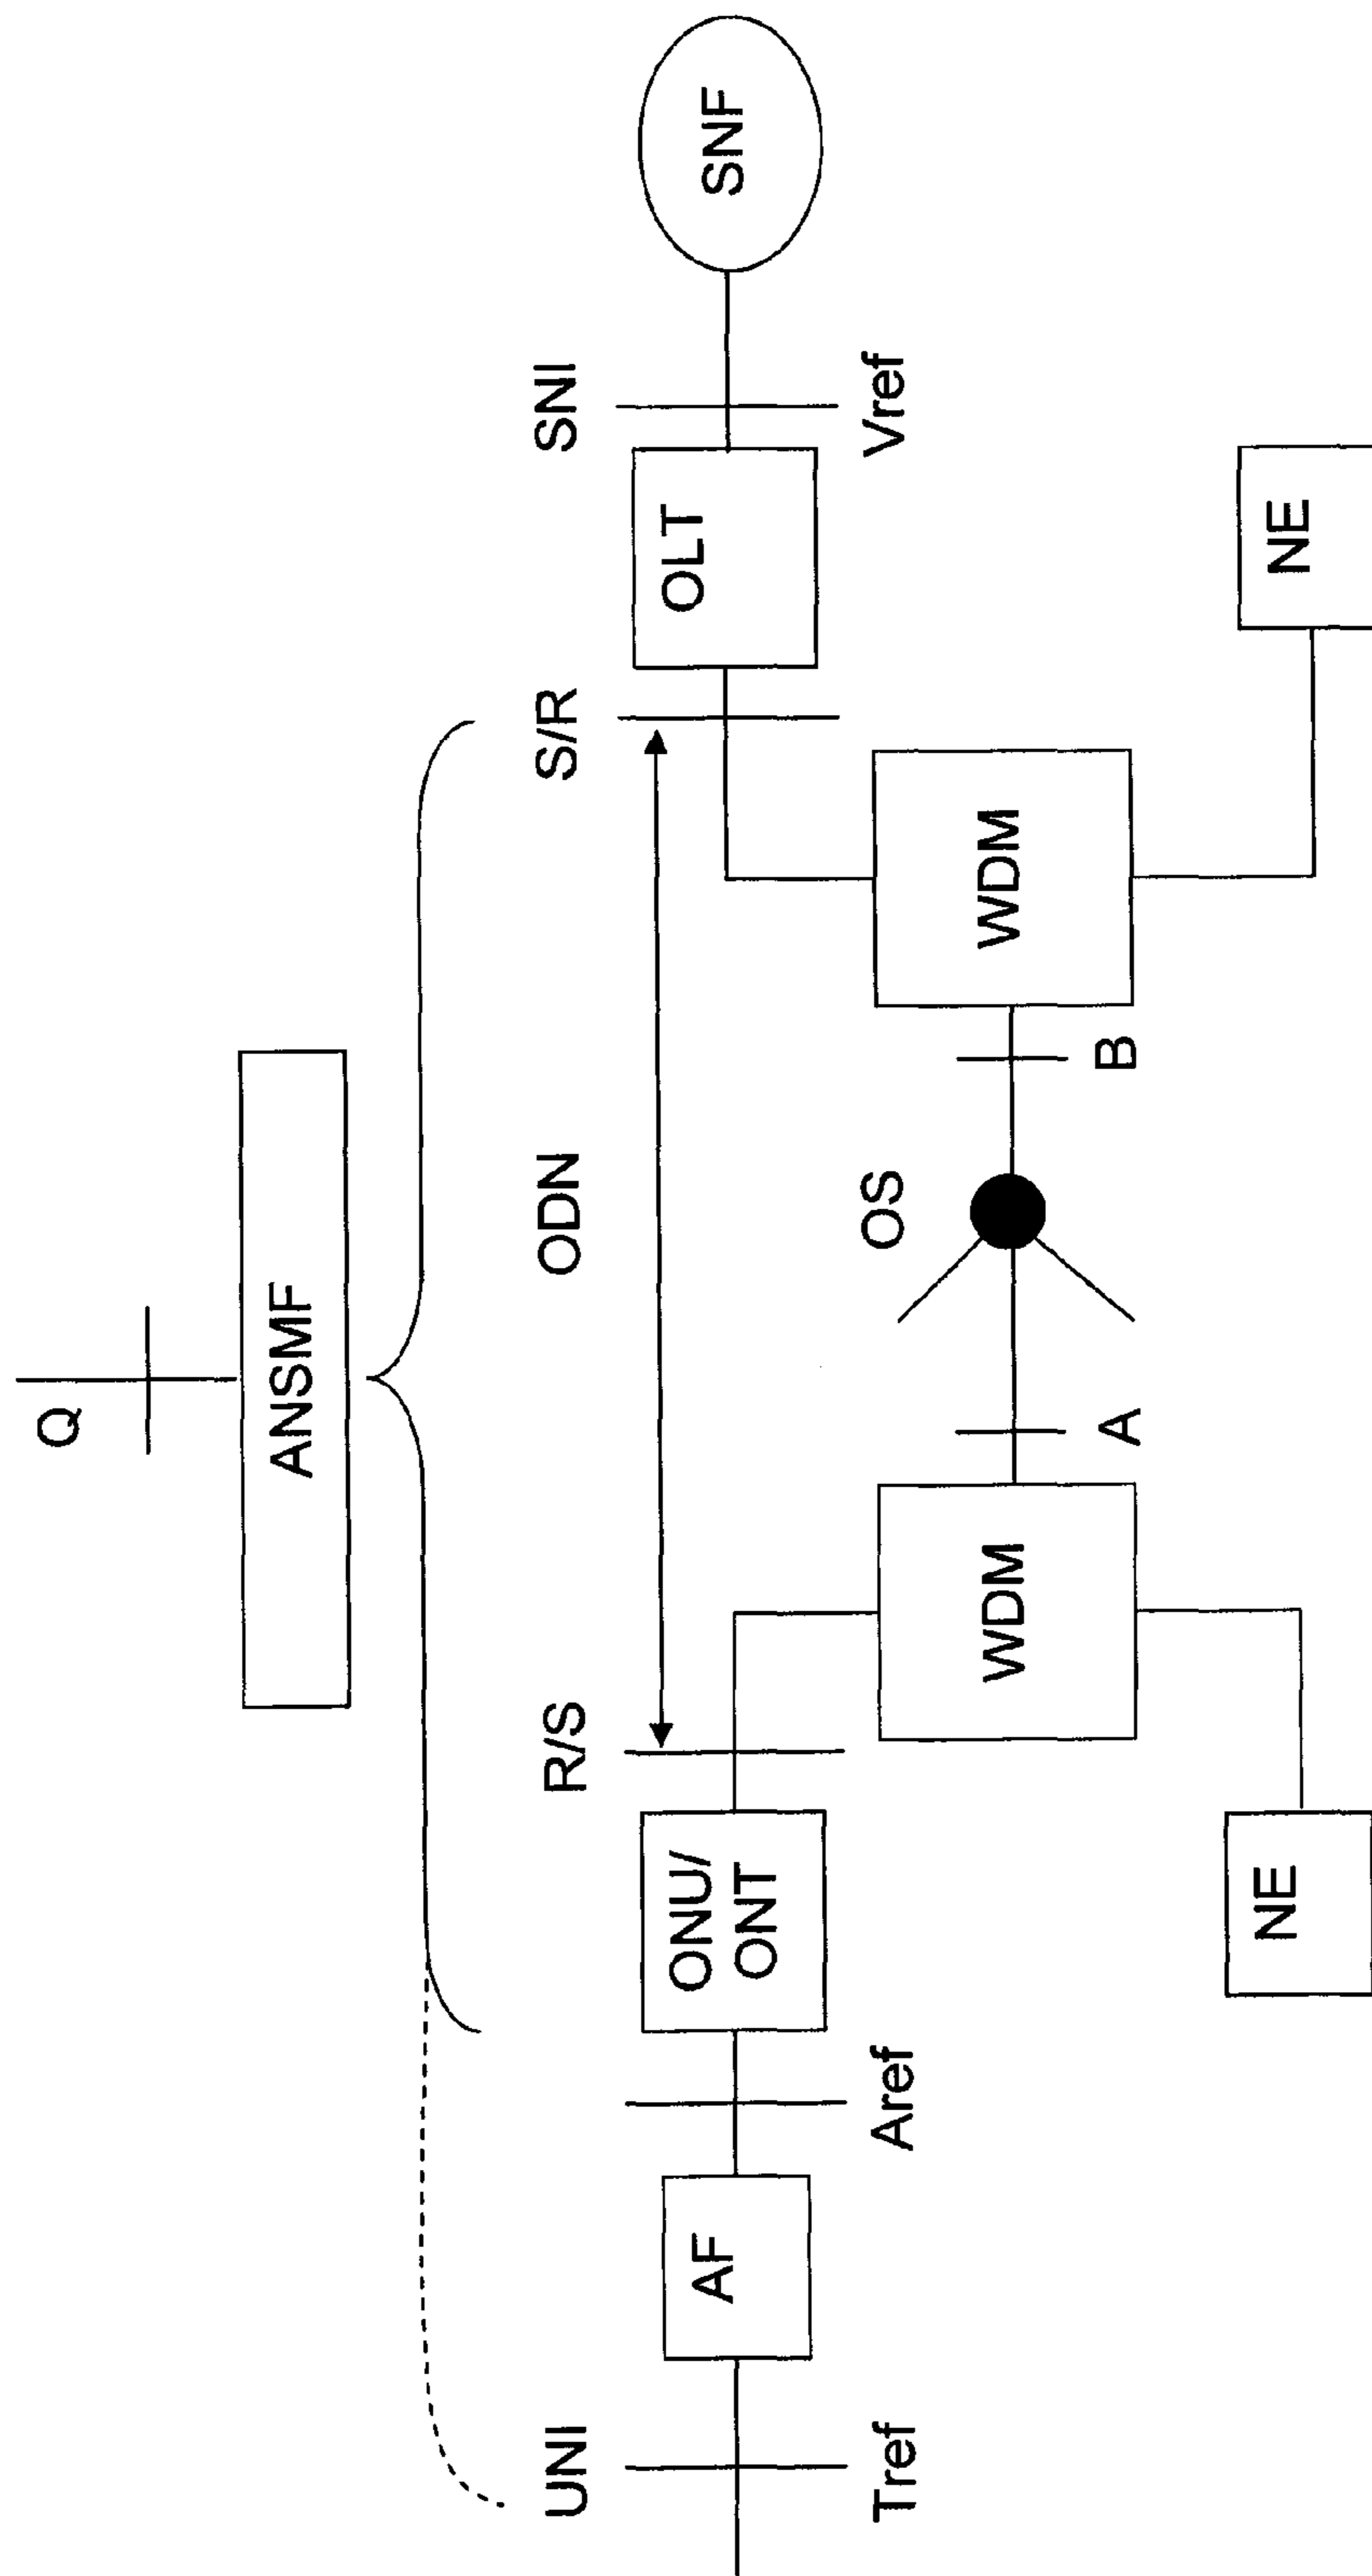 Q
ANSMF
UNI
R/S
ODN
S/R
SNI
AF
ONU/
ONT
OLT
SNF
Tref
Aref
OS
Vref
WDM
WDM
A
B
NE
NE